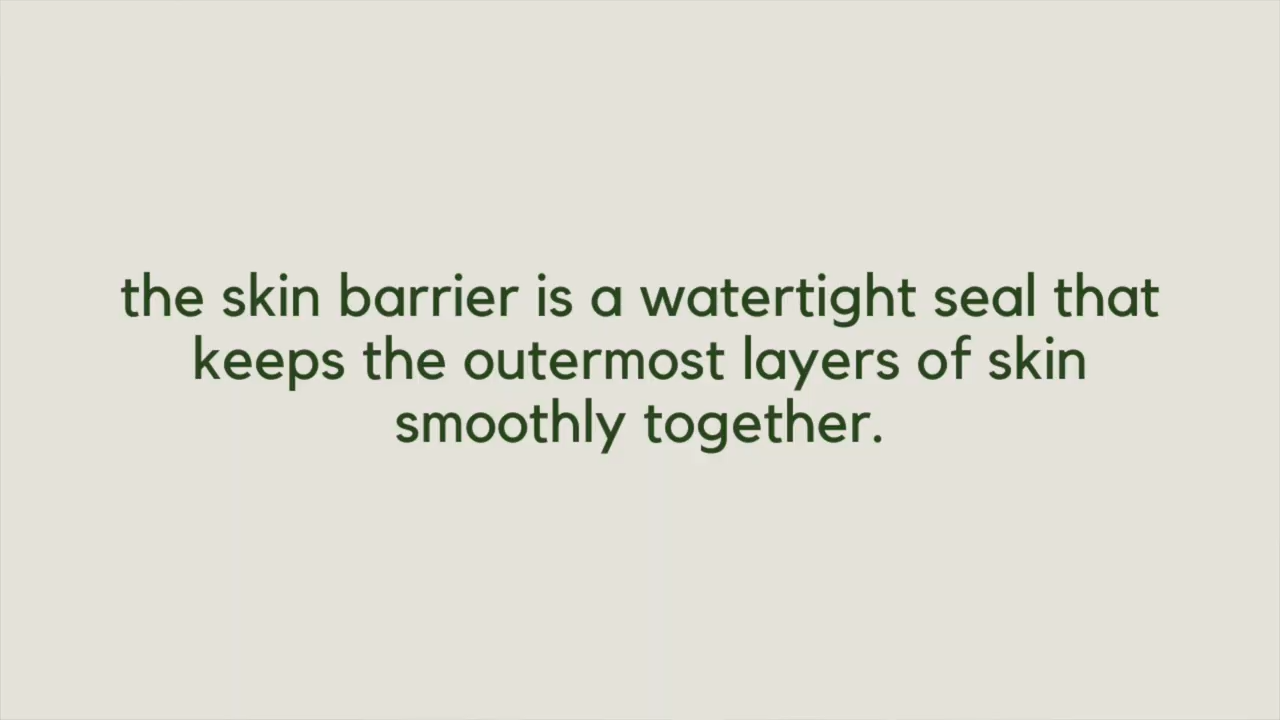 the skin barrier is a watertight seal that
keeps the outermost layers of skin
smoothly together.